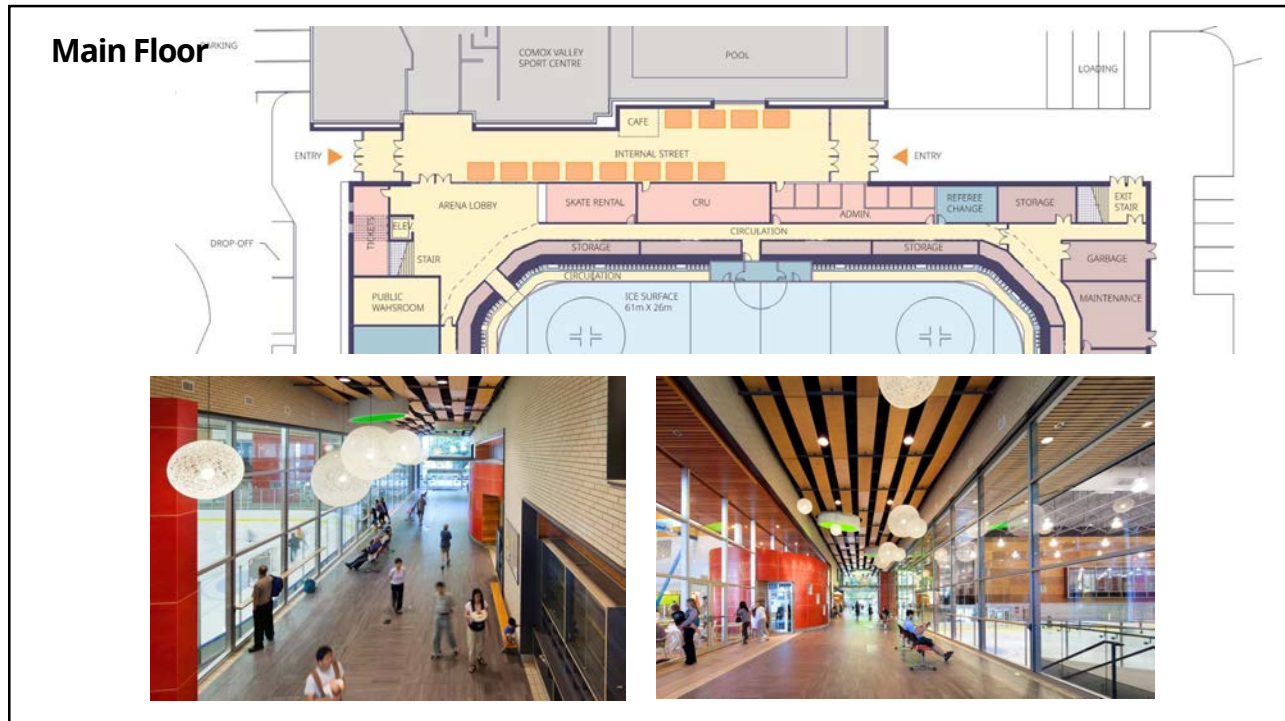 Main Floor
PARKING
COMOX VALLEY
SPORT CENTRE
POOL
LOADING
CAFE
ENTRY
INTERNAL STREET
ENTRY
ARENA LOBBY
SKATE RENTAL
CRU
ADMIN.
REFEREE
CHANGE
STORAGE
EXIT
STAIR
TICKETS
ELEV.
CIRCULATION
DROP-OFF
STAIR
STORAGE
STORAGE
GARBAGE
CIRCULATION
PUBLIC
WAHSROOM
ICE SURFACE
61m X 26m
MAINTENANCE